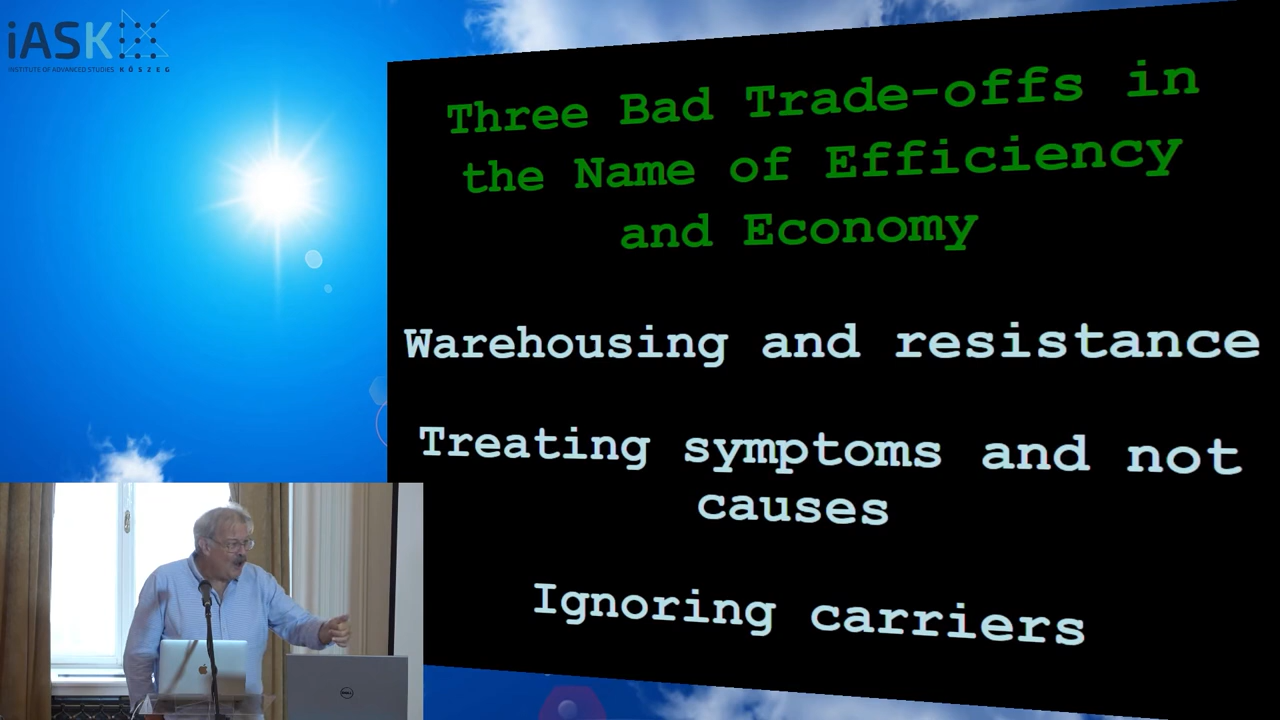 iASK
INSTITUTE OF ADVANCED STUDIES KŐSZEG
Three Bad Trade-offs in
the Name of Efficiency
and Economy
Warehousing and resistance
Treating symptoms and not
causes
Ignoring carriers
DELL